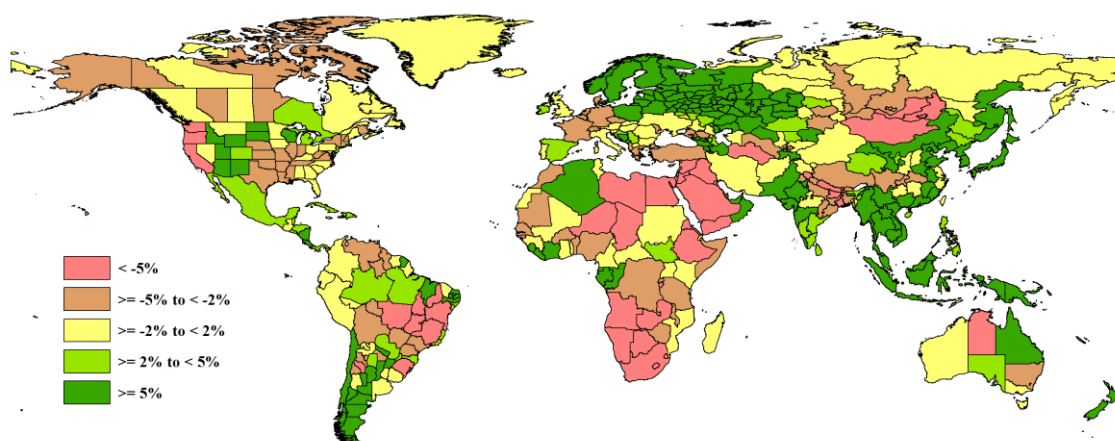 < -5%
>= -5% to < -2%
>= -2% to < 2%
>= 2% to < 5%
>= 5%